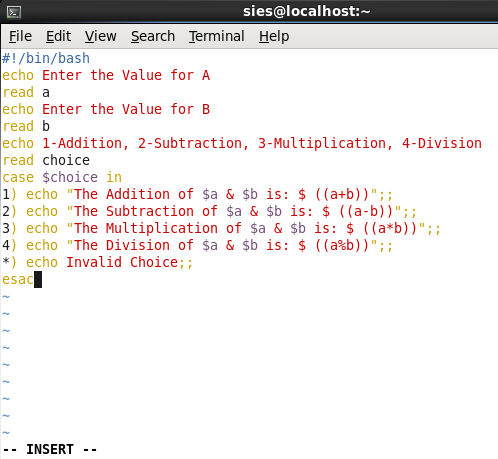 sies@localhost:~
File Edit View Search Terminal Help
#!/bin/bash
echo Enter the Value for A
read a
echo Enter the Value for B
read b
echo 1-Addition, 2-Subtraction, 3-Multiplication, 4-Division
read choice
case $choice in
1) echo "The Addition of $a & $b is: $ ((a+b))";;
2) echo "The Subtraction of $a & $b is: $ ((a-b))";;
3) echo "The Multiplication of $a & $b is: $ ((a*b))";;
4) echo "The Division of $a & $b is: $ ((a%b))";;
*) echo Invalid Choice;;
esac
~
~
~
~
~
~
~
~
~
-- INSERT --